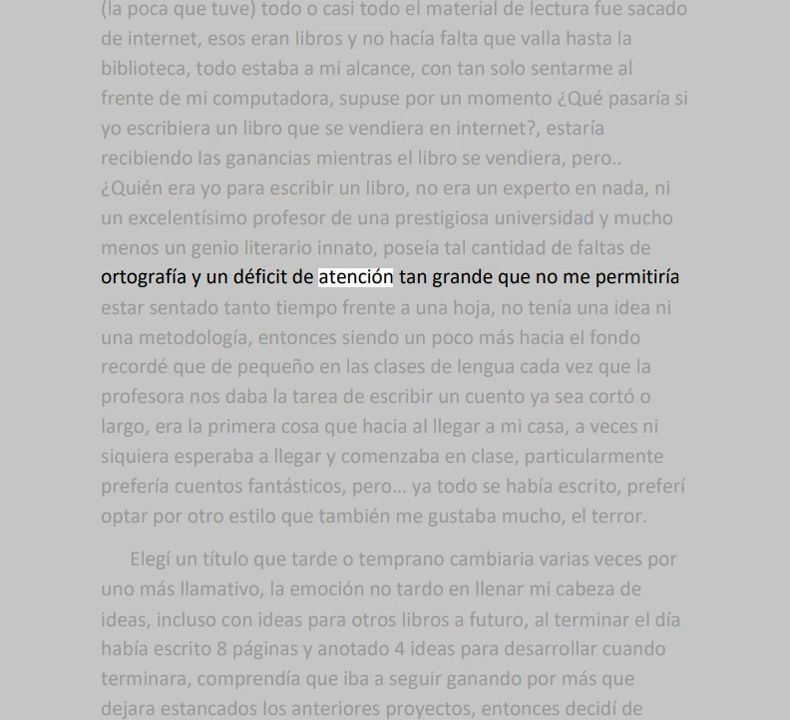 (la poca que tuve) todo o casi todo el material de lectura fue sacado
de internet, esos eran libros y no hacía falta que valla hasta la
biblioteca, todo estaba a mi alcance, con tan solo sentarme al
frente de mi computadora, supuse por un momento ¿Qué pasaría si
yo escribiera un libro que se vendiera en internet?, estaría
recibiendo las ganancias mientras el libro se vendiera, pero..
¿Quién era yo para escribir un libro, no era un experto en nada, ni
un excelentísimo profesor de una prestigiosa universidad y mucho
menos un genio literario innato, poseía tal cantidad de faltas de
ortografía y un déficit de atención tan grande que no me permitiría
estar sentado tanto tiempo frente a una hoja, no tenía una idea ni
una metodología, entonces siendo un poco más hacia el fondo
recordé que de pequeño en las clases de lengua cada vez que la
profesora nos daba la tarea de escribir un cuento ya sea cortó o
largo, era la primera cosa que hacia al llegar a mi casa, a veces ni
siquiera esperaba a llegar y comenzaba en clase, particularmente
prefería cuentos fantásticos, pero... ya todo se había escrito, preferí
optar por otro estilo que también me gustaba mucho, el terror.
Elegí un título que tarde o temprano cambiaria varias veces por
uno más llamativo, la emoción no tardo en llenar mi cabeza de
ideas, incluso con ideas para otros libros a futuro, al terminar el día
había escrito 8 páginas y anotado 4 ideas para desarrollar cuando
terminara, comprendía que iba a seguir ganando por más que
dejara estancados los anteriores proyectos, entonces decidí de